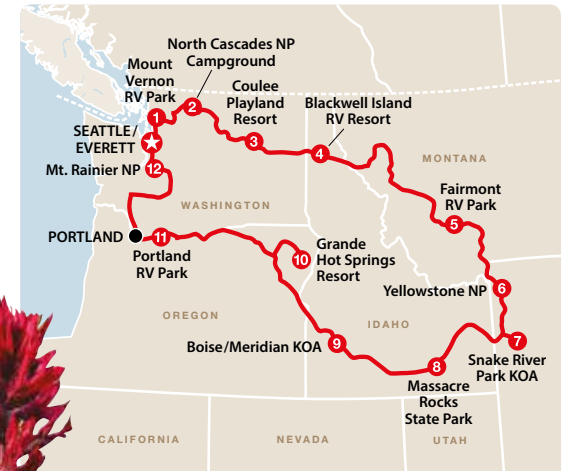 North Cascades NP
Campground
Mount
Vernon
RV Park
Coulee
Playland
Resort
Blackwell Island
RV Resort
1
2
3
4
SEATTLE/
EVERETT
Mt. Rainier NP
12
MONTANA
Fairmont
RV Park
5
WASHINGTON
PORTLAND
11
Portland
RV Park
10
Grande
Hot Springs
Resort
Yellowstone NP
6
OREGON
IDAHO
Boise/Meridian KOA
9
7
Snake River
Park KOA
8
Massacre
Rocks
State Park
CALIFORNIA
NEVADA
UTAH